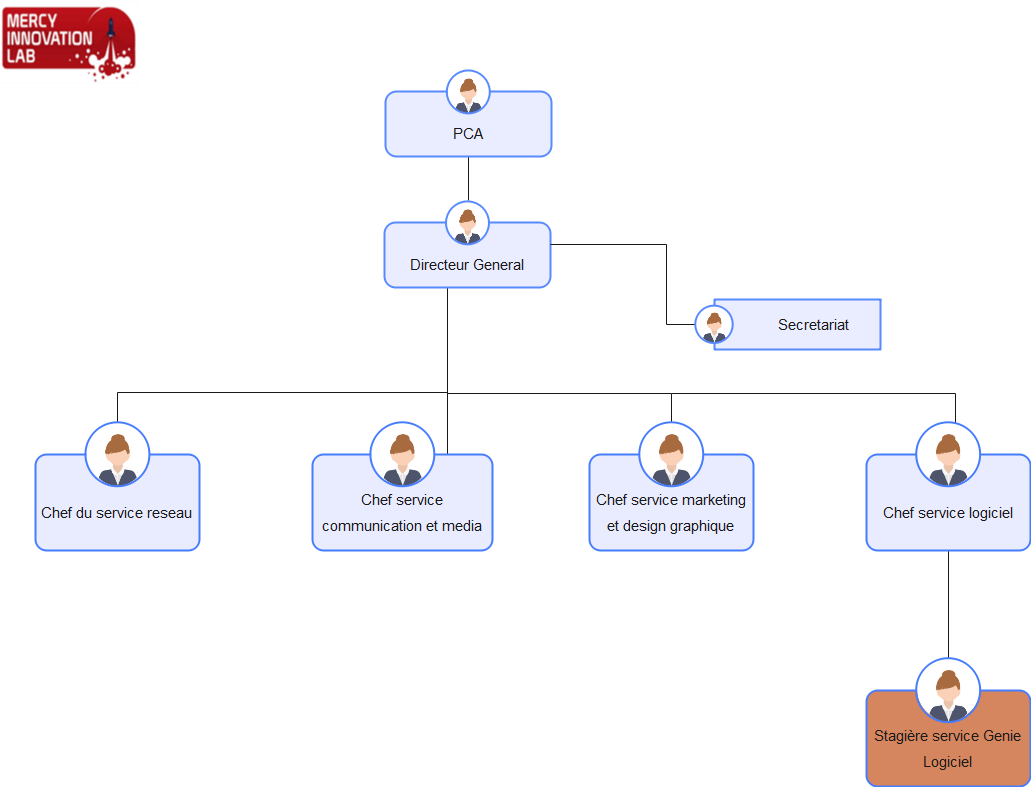 MERCY
INNOVATION
LAB
PCA
Directeur General
Secretariat
Chef du service reseau
Chef service
communication et media
Chef service marketing
et design graphique
Chef service logiciel
Stagière service Genie
Logiciel